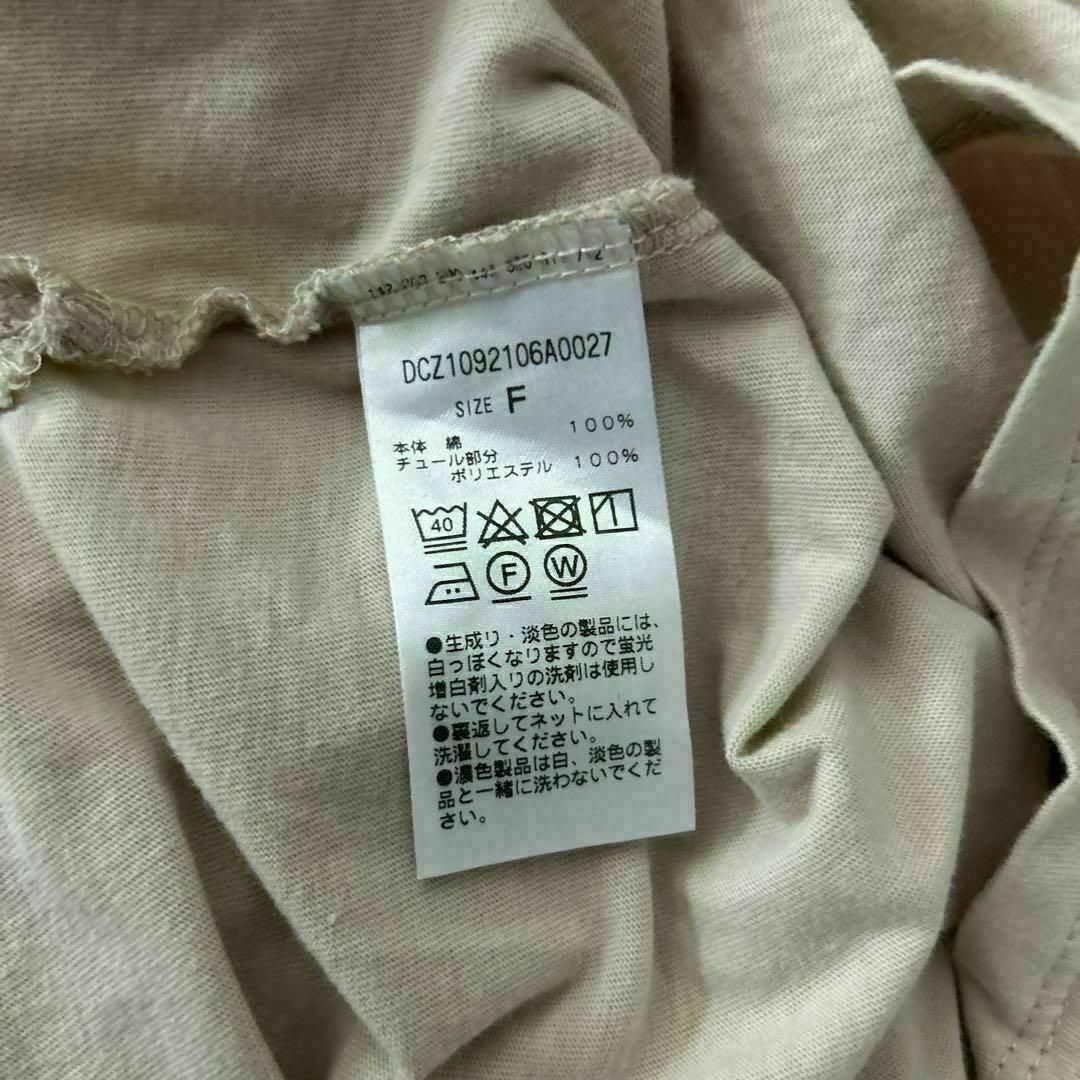 DCZ1092106A0027
SIZE F
本体 綿 100%
チュール部分
ポリエステル 100%
40
F W
●生成り・淡色の製品には、
白っぽくなりますので蛍光
増白剤入りの洗剤は使用し
ないでください。
●裏返してネットに入れて
洗濯してください。
●濃色製品は白、淡色の製
品と一緒に洗わないでくだ
さい。